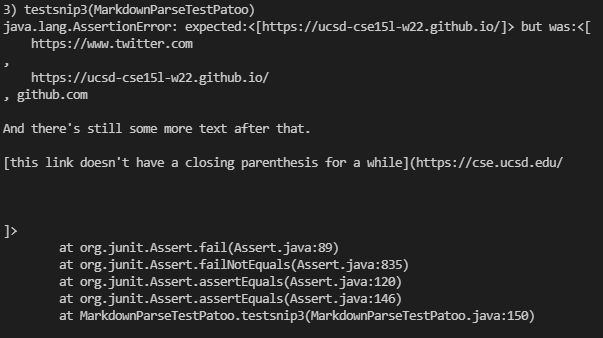 3) testsnip3(MarkdownParseTestPatoo)
java.lang.AssertionError: expected:<[https://ucsd-cse15l-w22.github.io/]> but was:<[
    https://www.twitter.com
,
    https://ucsd-cse15l-w22.github.io/
, github.com

And there's still some more text after that.

[this link doesn't have a closing parenthesis for a while](https://cse.ucsd.edu/



]>
        at org.junit.Assert.fail(Assert.java:89)
        at org.junit.Assert.failNotEquals(Assert.java:835)
        at org.junit.Assert.assertEquals(Assert.java:120)
        at org.junit.Assert.assertEquals(Assert.java:146)
        at MarkdownParseTestPatoo.testsnip3(MarkdownParseTestPatoo.java:150)